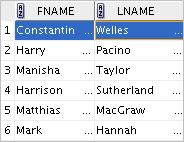 FNAME LNAME
1 Constantin ... Welles ...
2 Harry ... Pacino ...
3 Manisha ... Taylor ...
4 Harrison ... Sutherland ...
5 Matthias ... MacGraw ...
6 Mark ... Hannah ...